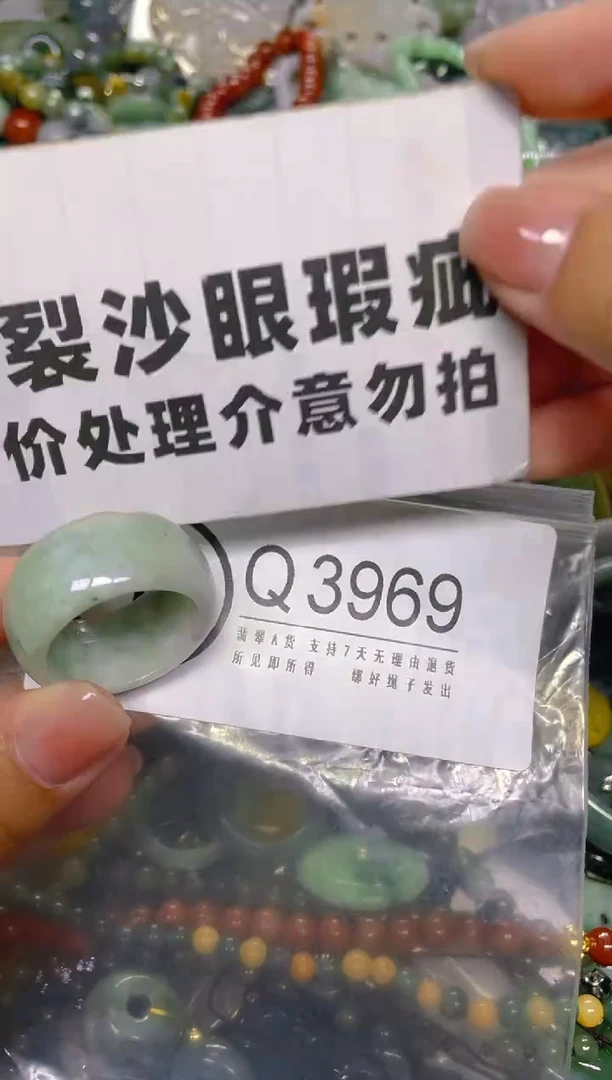 裂沙眼瑕疵
价处理介意勿拍
Q3969
翡翠A货 支持7天无理由退货
所见即所得 绑好绳子发出